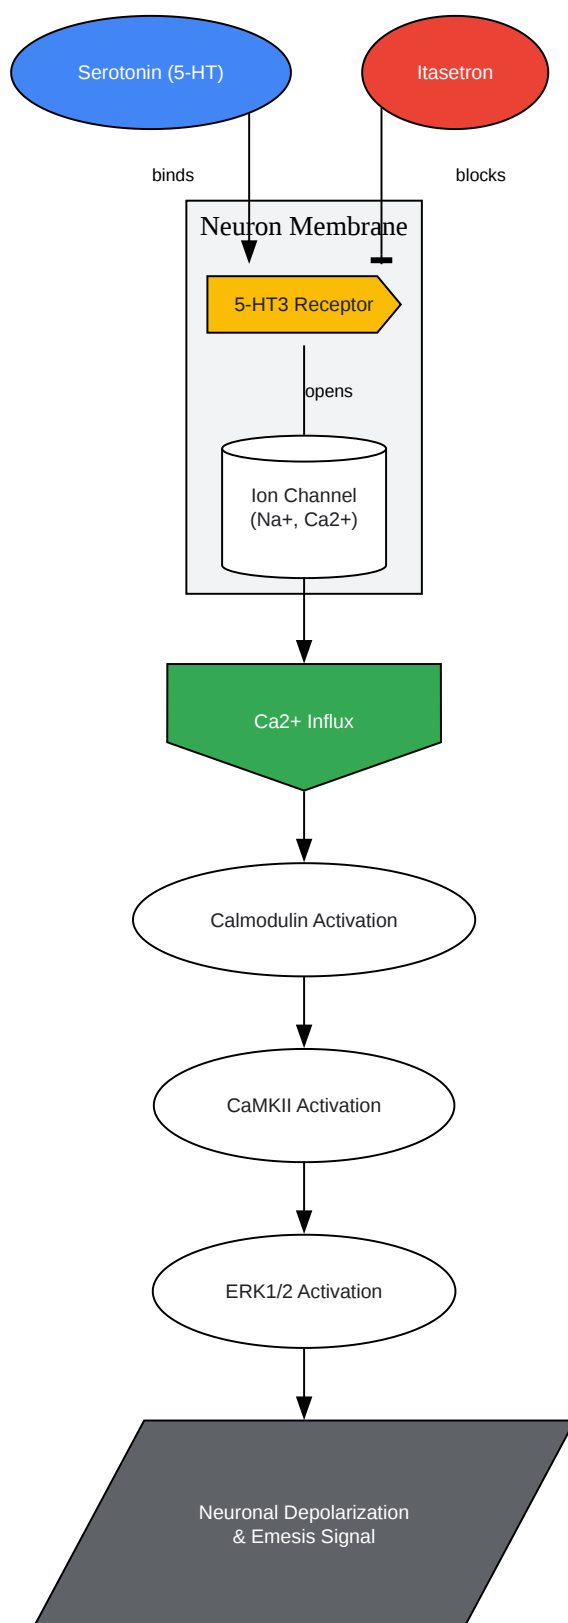 Serotonin (5-HT)
Itasetron
binds
blocks
Neuron Membrane
5-HT3 Receptor
opens
Ion Channel
(Na+, Ca2+)
Ca2+ Influx
Calmodulin Activation
CaMKII Activation
ERK1/2 Activation
Neuronal Depolarization
& Emesis Signal